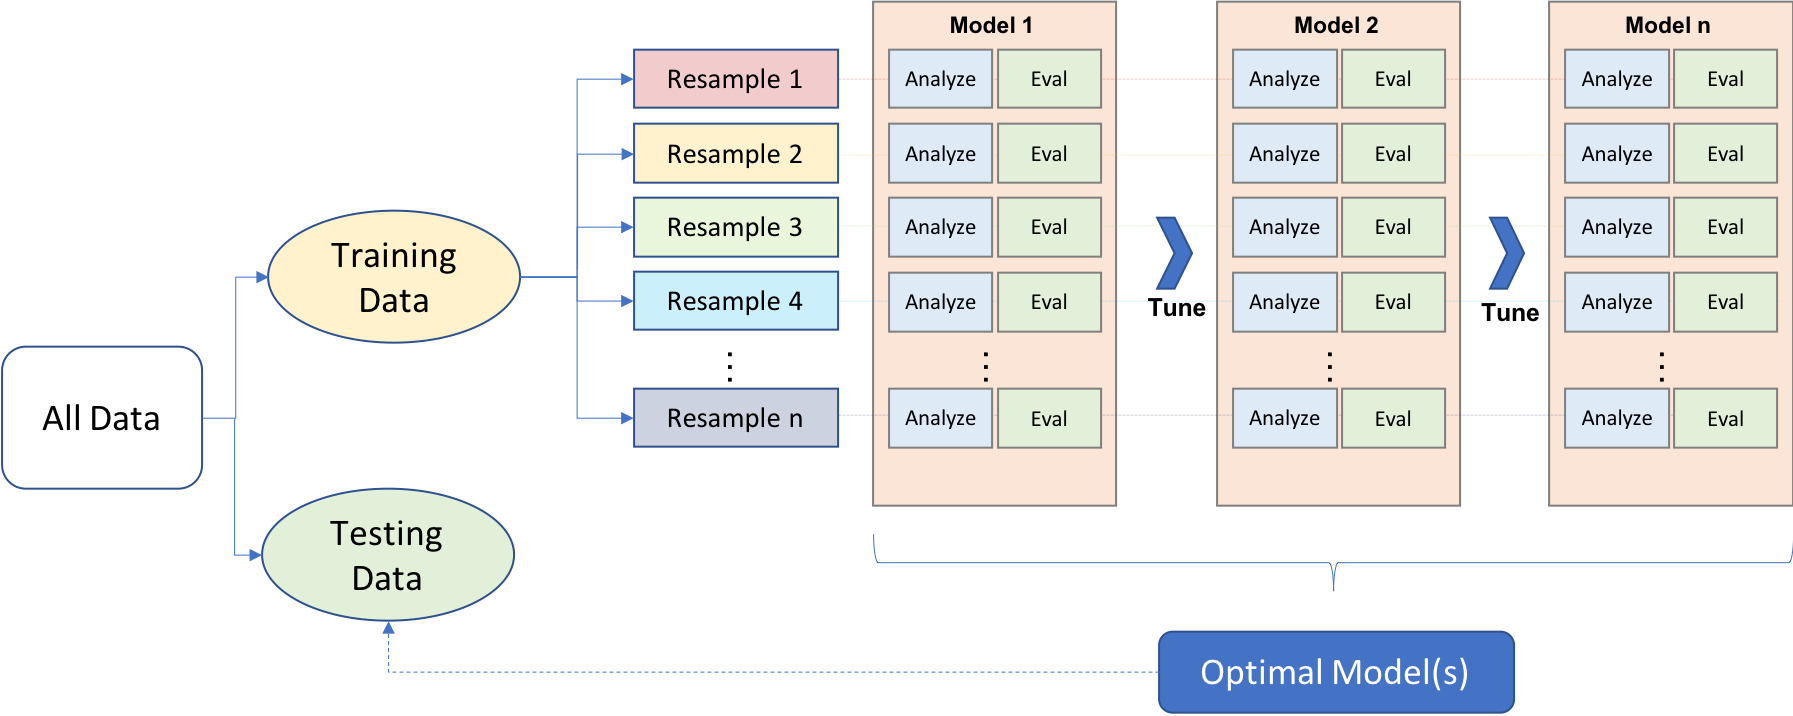 Model 1
Model 2
Model n
Resample 1
Analyze
Eval
Analyze
Eval
Analyze
Eval
Resample 2
Analyze
Eval
Analyze
Eval
Analyze
Eval
Resample 3
Analyze
Eval
Analyze
Eval
Analyze
Eval
Training
Data
Resample 4
Analyze
Eval
Tune
Analyze
Eval
Tune
Analyze
Eval
All Data
Resample n
Analyze
Eval
Analyze
Eval
Analyze
Eval
Testing
Data
Optimal Model(s)